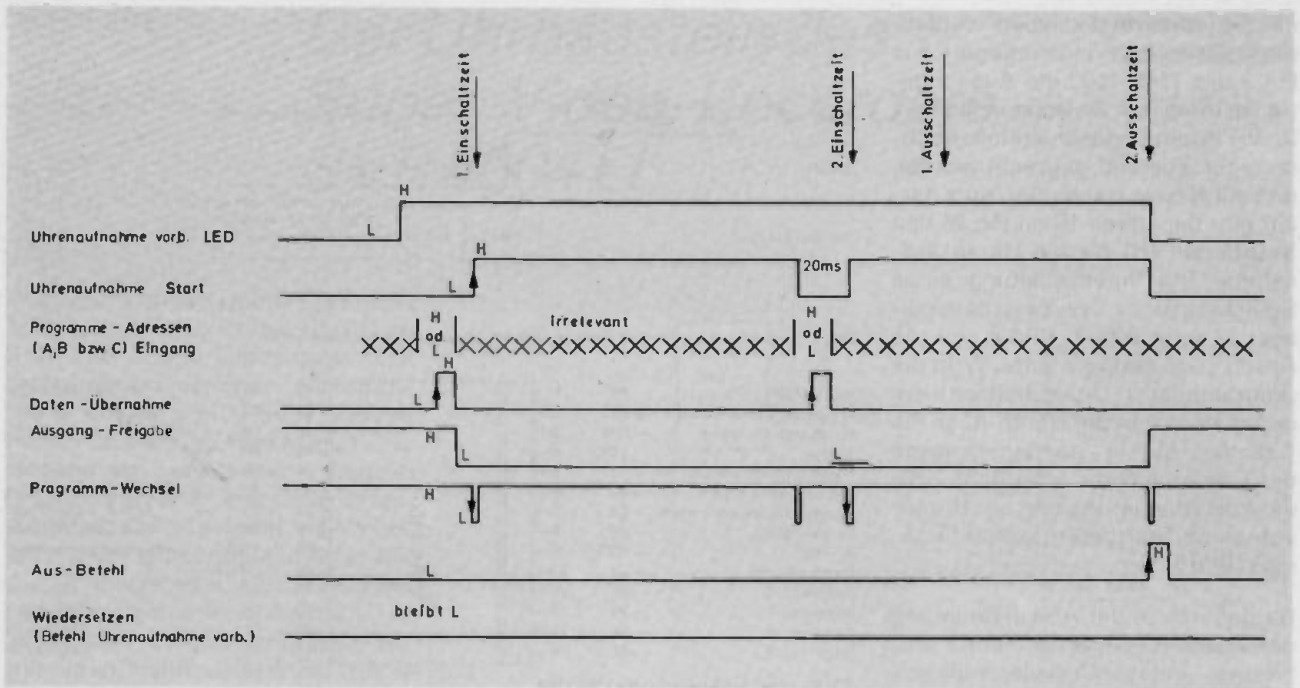 1. Einschaltzeit
2. Einschaltzeit
1. Ausschaltzeit
2. Ausschaltzeit
H
Uhrenaufnahme vorb. LED
L
H
20ms
Uhrenaufnahme Start
L
H
H
Programme - Adressen
od.
Irrelevant
od.
(A,B bzw C) Eingang
L
L
H
Daten - Übernahme
L
Ausgang - Freigabe
H
L
L
Programm - Wechsel
H
L
H
Aus - Befehl
L
Wiedersetzen
bleibt L
(Befehl Uhrenaufnahme vorb.)